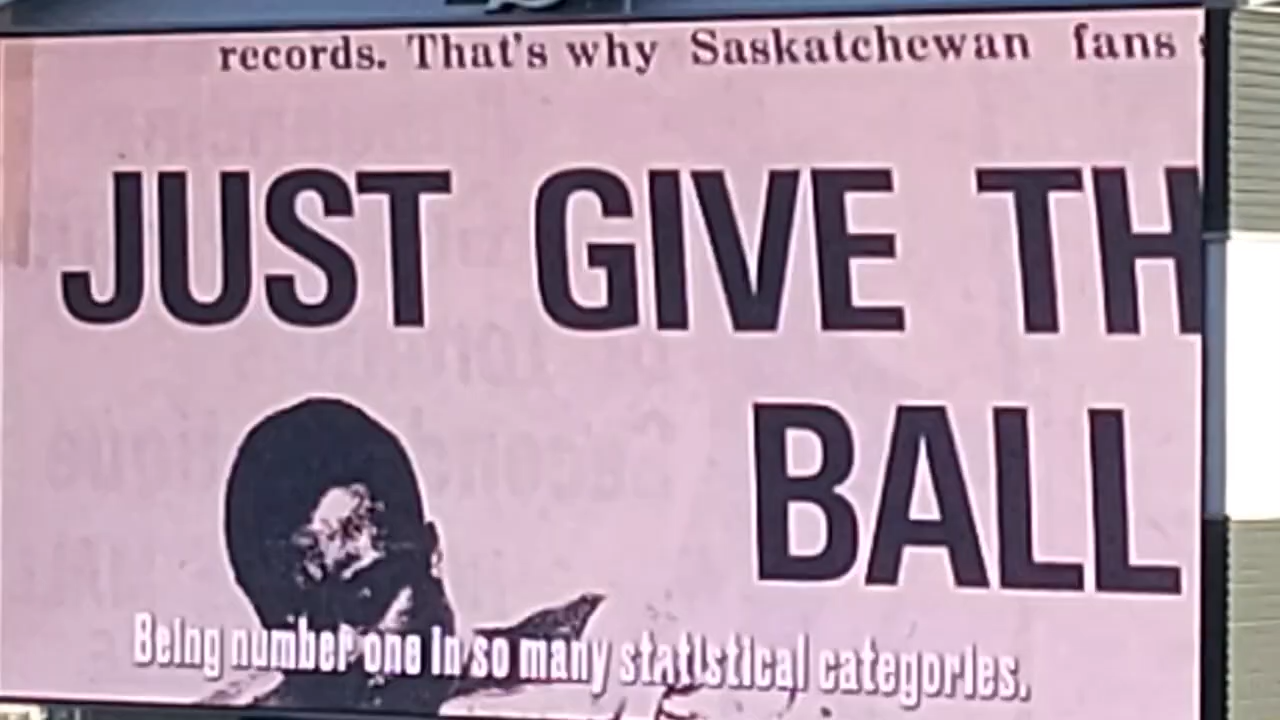 records. That's why Saskatchewan fans
JUST GIVE TH
BALL
Being number one in so many statistical categories.